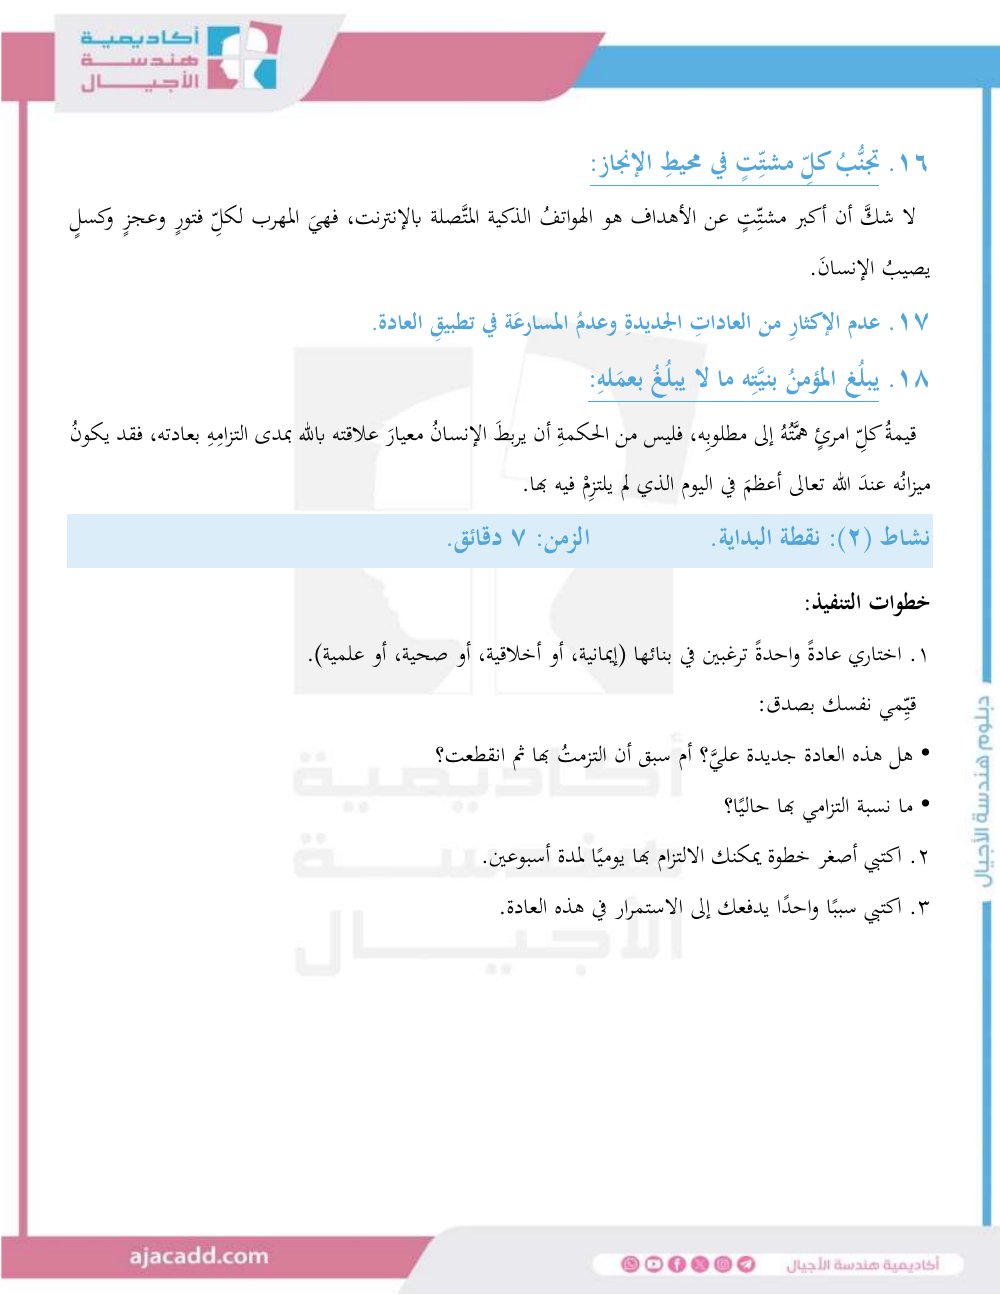 أكاديمية
هندسة
الأجيال
١٦. تجنُّبُ كلِّ مشتِّتٍ في محيطِ الإنجاز:
لا شكَّ أن أكبر مشتِّتٍ عن الأهداف هو الهواتفُ الذكية المتَّصلة بالإنترنت، فهيَ المهرب لكلِّ فتورٍ وعجزٍ وكسلٍ
يصيبُ الإنسانَ.
١٧. عدم الإكثارِ من العاداتِ الجديدةِ وعدمُ المسارعَة في تطبيقِ العادة.
١٨. يبلُغ المؤمنُ بنيَّتِه ما لا يبلُغُ بعمَلهِ:
قيمةُ كلِّ امرئٍ همَّتُهُ إلى مطلوبِه، فليس من الحكمةِ أن يربطَ الإنسانُ معيارَ علاقته بالله بمدى التزامِهِ بعادته، فقد يكونُ
ميزانُه عندَ الله تعالى أعظمَ في اليوم الذي لم يلتزِمْ فيه بها.
نشاط (٢): نقطة البداية. الزمن: ٧ دقائق.
خطوات التنفيذ:
١. اختاري عادةً واحدةً ترغبين في بنائها (إيمانية، أو أخلاقية، أو صحية، أو علمية).
قيِّمي نفسك بصدق:
• هل هذه العادة جديدة عليَّ؟ أم سبق أن التزمتُ بها ثم انقطعت؟
• ما نسبة التزامي بها حاليًا؟
٢. اكتبي أصغر خطوة يمكنك الالتزام بها يوميًا لمدة أسبوعين.
٣. اكتبي سببًا واحدًا يدفعك إلى الاستمرار في هذه العادة.
أكاديمية
هندسة
الأجيال
دبلوم هندسة الأجيال
أكاديمية هندسة الأجيال
ajacadd.com